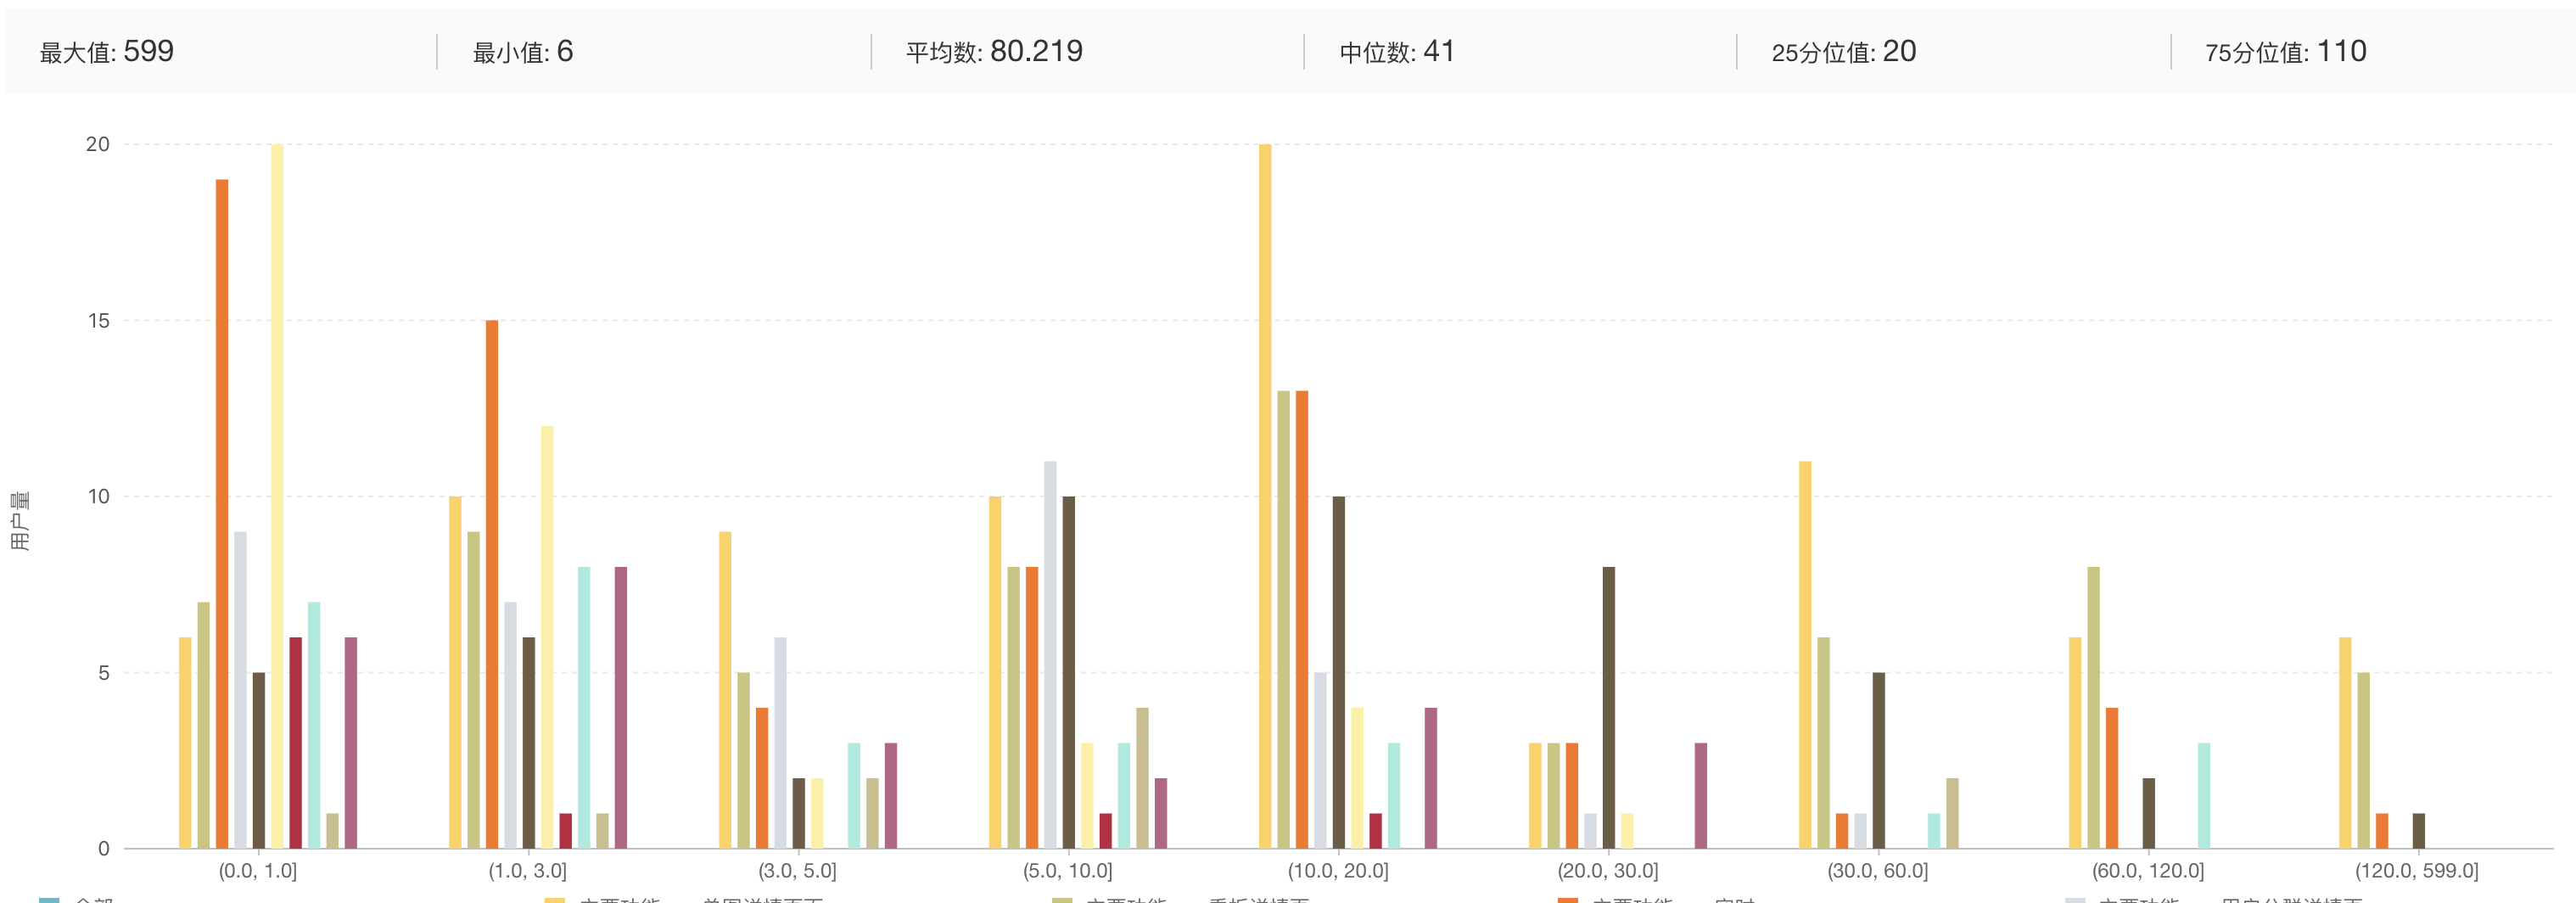 最大值: 599
最小值: 6
平均数: 80.219
中位数: 41
25分位值: 20
75分位值: 110
用户量
20
15
10
5
0
(0.0, 1.0]
(1.0, 3.0]
(3.0, 5.0]
(5.0, 10.0]
(10.0, 20.0]
(20.0, 30.0]
(30.0, 60.0]
(60.0, 120.0]
(120.0, 599.0]